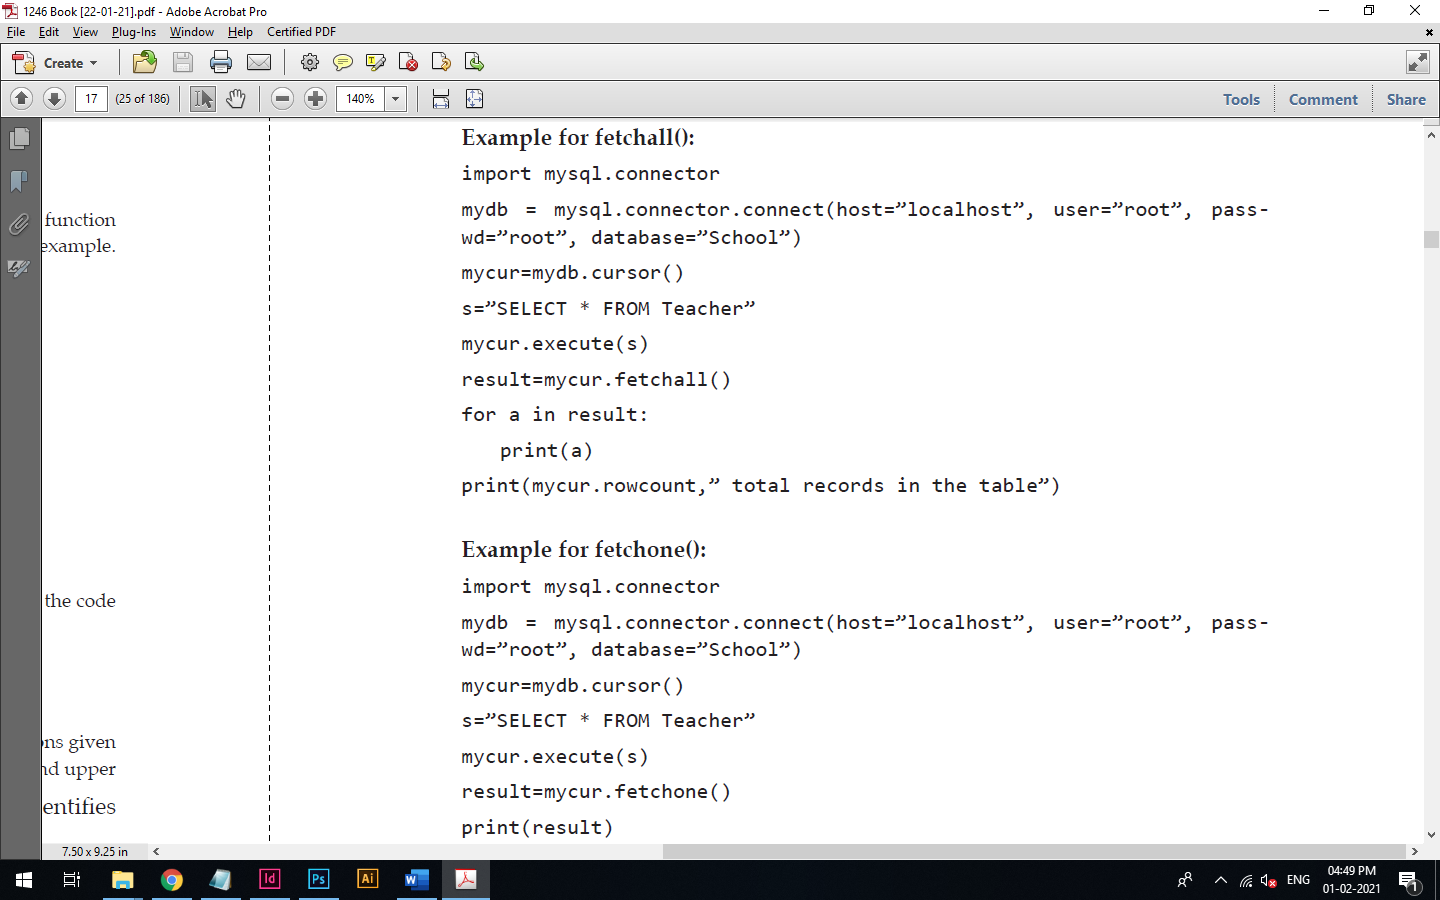 1246 Book [22-01-21].pdf - Adobe Acrobat Pro
File Edit View Plug-Ins Window Help Certified PDF
Create
17 (25 of 186) 140% Tools Comment Share
function
example.
the code
ons given
nd upper
entifies
Example for fetchall():
import mysql.connector
mydb = mysql.connector.connect(host=”localhost”, user=”root”, pass-
wd=”root”, database=”School”)
mycur=mydb.cursor()
s=”SELECT * FROM Teacher”
mycur.execute(s)
result=mycur.fetchall()
for a in result:
print(a)
print(mycur.rowcount,” total records in the table”)
Example for fetchone():
import mysql.connector
mydb = mysql.connector.connect(host=”localhost”, user=”root”, pass-
wd=”root”, database=”School”)
mycur=mydb.cursor()
s=”SELECT * FROM Teacher”
mycur.execute(s)
result=mycur.fetchone()
print(result)
7.50 x 9.25 in
Id Ps Ai W ENG 04:49 PM
01-02-2021
1